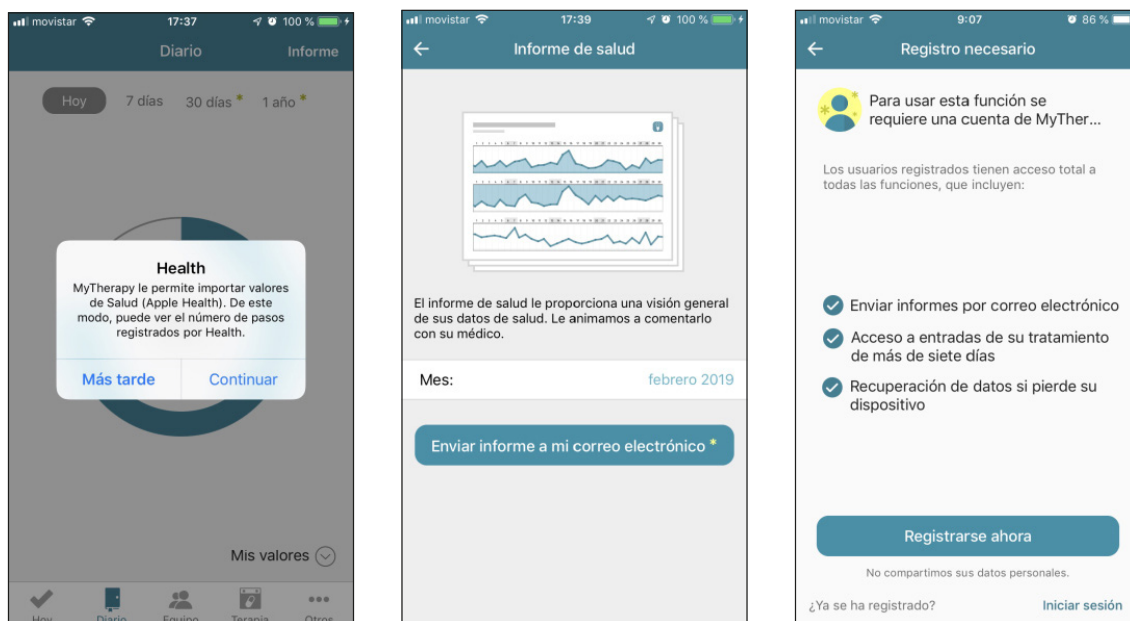 movistar 17:37 100 %
Diario Informe
Hoy 7 días 30 días * 1 año *
Health
MyTherapy le permite importar valores
de Salud (Apple Health). De este
modo, puede ver el número de pasos
registrados por Health.
Más tarde Continuar
Mis valores
Hoy Diario Equipo Terapia Otros
movistar 17:39 100 %
Informe de salud
El informe de salud le proporciona una visión general
de sus datos de salud. Le animamos a comentarlo
con su médico.
Mes: febrero 2019
Enviar informe a mi correo electrónico *
movistar 9:07 86 %
Registro necesario
Para usar esta función se
requiere una cuenta de MyTher...
Los usuarios registrados tienen acceso total a
todas las funciones, que incluyen:
Enviar informes por correo electrónico
Acceso a entradas de su tratamiento
de más de siete días
Recuperación de datos si pierde su
dispositivo
Registrarse ahora
No compartimos sus datos personales.
¿Ya se ha registrado? Iniciar sesión